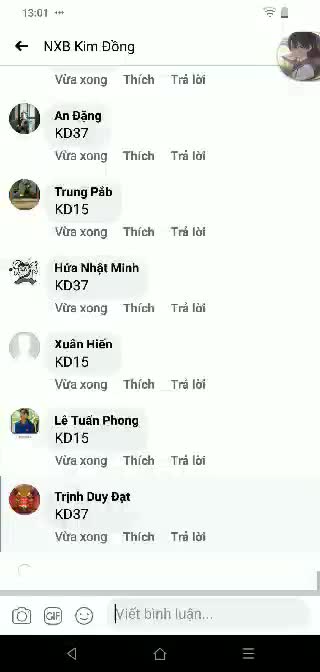 13:01 •••
NXB Kim Đồng
Vừa xong Thích Trả lời
An Đặng
KD37
Vừa xong Thích Trả lời
Trung Pắb
KD15
Vừa xong Thích Trả lời
Hứa Nhật Minh
KD37
Vừa xong Thích Trả lời
Xuân Hiến
KD15
Vừa xong Thích Trả lời
Lê Tuấn Phong
KD15
Vừa xong Thích Trả lời
Trịnh Duy Đạt
KD37
Vừa xong Thích Trả lời
GIF Viết bình luận...